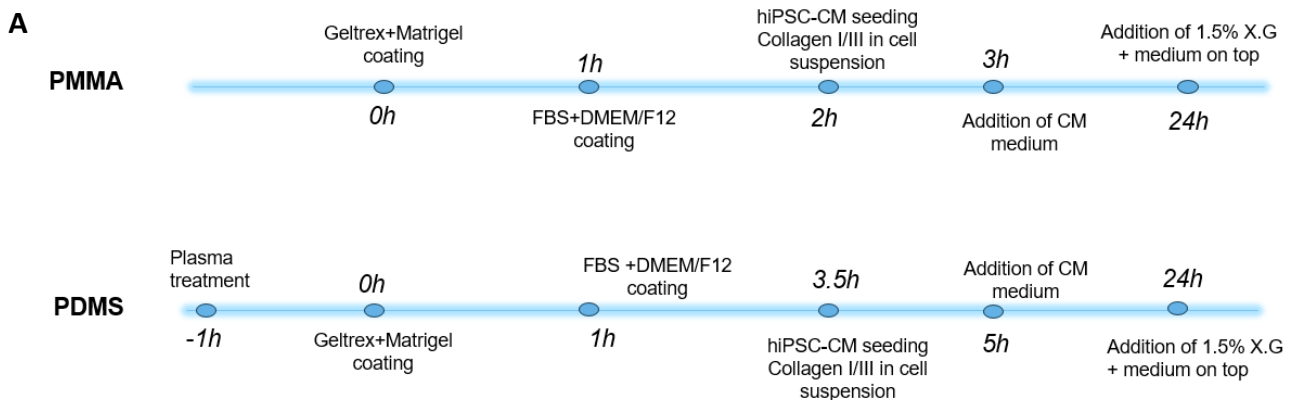 A
PMMA
Geltrex+Matrigel
coating
0h
1h
FBS+DMEM/F12
coating
hiPSC-CM seeding
Collagen I/III in cell
suspension
2h
3h
Addition of CM
medium
Addition of 1.5% X.G
+ medium on top
24h
PDMS
Plasma
treatment
-1h
0h
Geltrex+Matrigel
coating
FBS +DMEM/F12
coating
1h
3.5h
hiPSC-CM seeding
Collagen I/III in cell
suspension
Addition of CM
medium
5h
24h
Addition of 1.5% X.G
+ medium on top